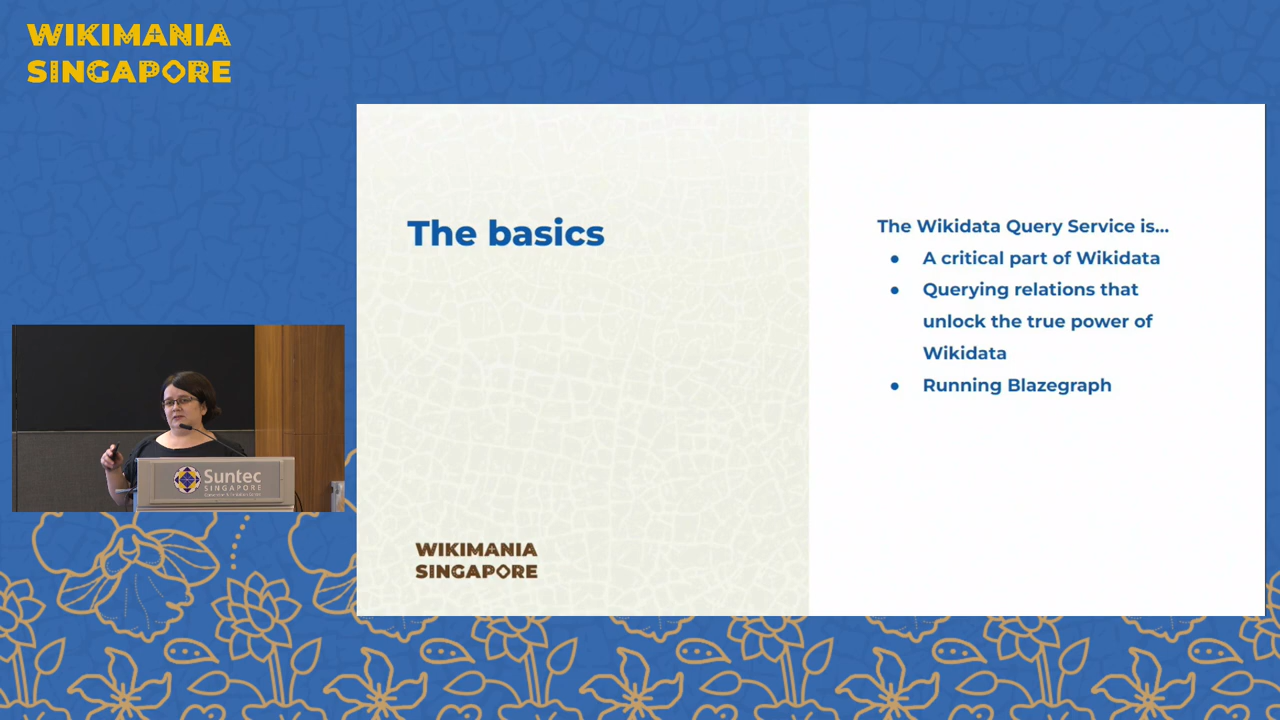 WIKIMANIA
SINGAPORE
The basics
WIKIMANIA
SINGAPORE
The Wikidata Query Service is...
● A critical part of Wikidata
● Querying relations that
unlock the true power of
Wikidata
● Running Blazegraph
Suntec
SINGAPORE